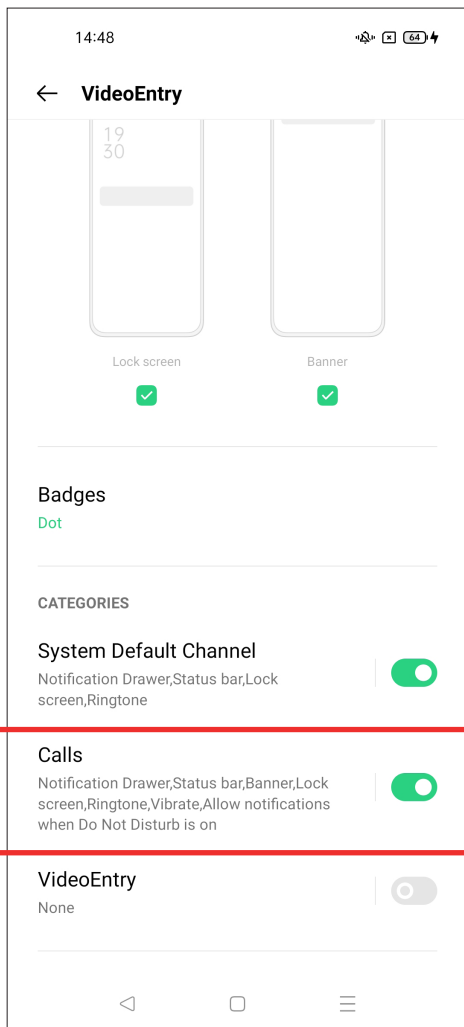 14:48
64
VideoEntry
19
30
Lock screen
Banner
Badges
Dot
CATEGORIES
System Default Channel
Notification Drawer,Status bar,Lock
screen,Ringtone
Calls
Notification Drawer,Status bar,Banner,Lock
screen,Ringtone,Vibrate,Allow notifications
when Do Not Disturb is on
VideoEntry
None